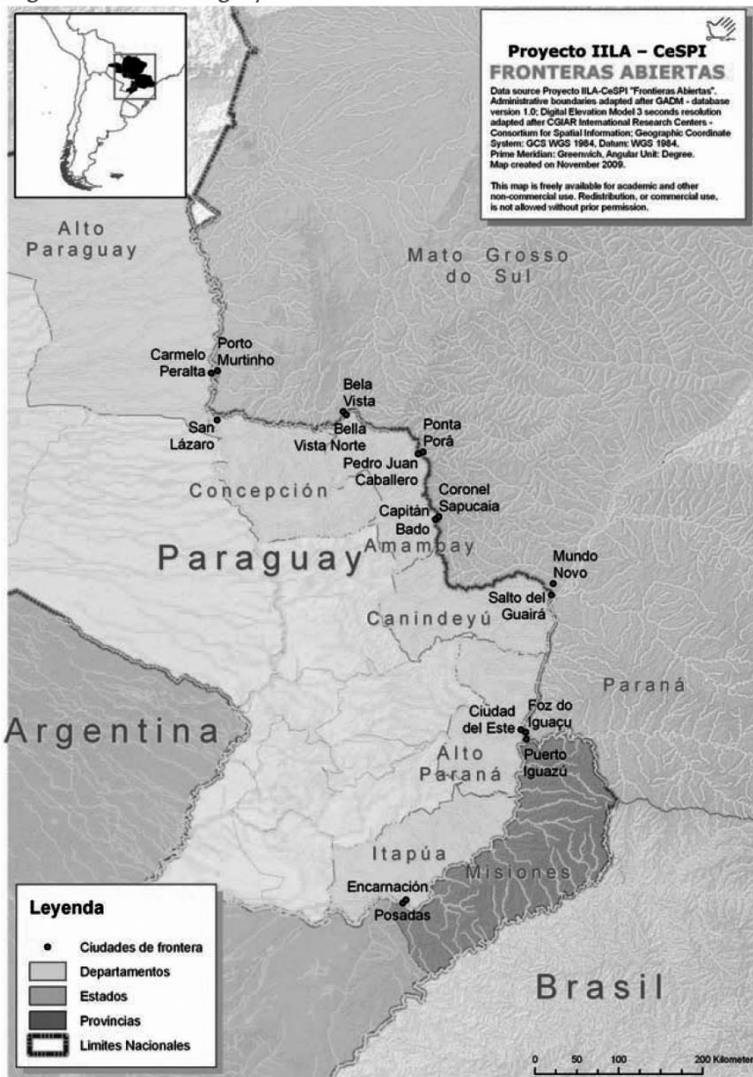 Proyecto IILA – CeSPI
FRONTERAS ABIERTAS
Data source Proyecto IILA-CeSPI "Frontieras Abiertas".
Administrative boundaries adapted after GADM - database
version 1.0; Digital Elevation Model 3 seconds resolution
adapted after CGIAR International Research Centers -
Consortium for Spatial Information; Geographic Coordinate
System: GCS WGS 1984, Datum: WGS 1984.
Prime Meridian: Greenwich, Angular Unit: Degree.
Map created on November 2009.
This map is freely available for academic and other
non-commercial use. Redistribution, or commercial use,
is not allowed without prior permission.
Alto
Paraguay
Mato Grosso
do Sul
Carmelo
Peralta
Porto
Murtinho
San
Lázaro
Bela
Vista
Bella
Vista Norte
Ponta
Porá
Pedro Juan
Caballero
Concepción
Capitán
Bado
Coronel
Sapucaia
Amambay
Paraguay
Mundo
Novo
Salto del
Guairá
Canindeyú
Paraná
Argentina
Ciudad
del Este
Foz do
Iguaçu
Puerto
Iguazú
Alto
Paraná
Itapúa
Misiones
Encarnación
Posadas
Brasil
Leyenda
Ciudades de frontera
Departamentos
Estados
Provincias
Limites Nacionales
0 50 100 200 Kilometer